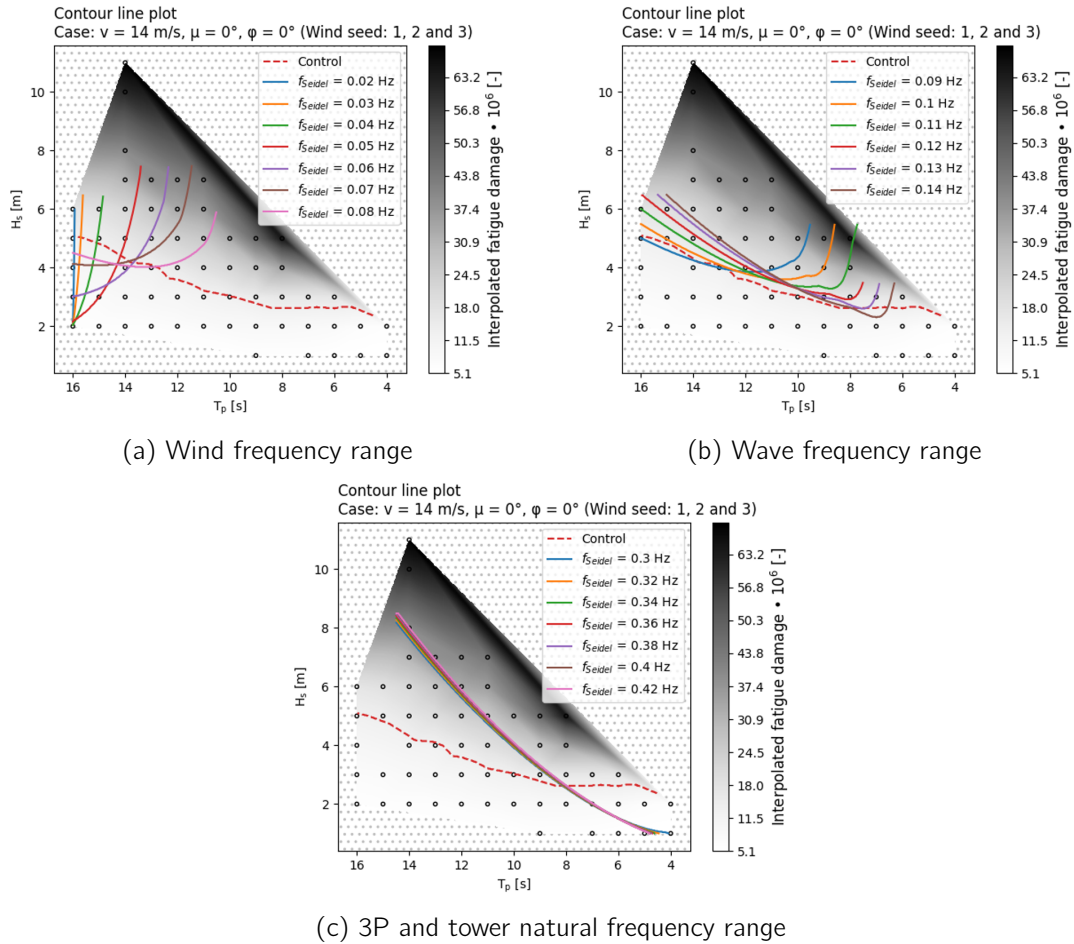 Contour line plot
Case: v = 14 m/s, μ = 0°, φ = 0° (Wind seed: 1, 2 and 3)
Control
f_Seidel = 0.02 Hz
f_Seidel = 0.03 Hz
f_Seidel = 0.04 Hz
f_Seidel = 0.05 Hz
f_Seidel = 0.06 Hz
f_Seidel = 0.07 Hz
f_Seidel = 0.08 Hz
10
8
6
4
2
H_s [m]
16 14 12 10 8 6 4
T_p [s]
63.2
56.8
50.3
43.8
37.4
30.9
24.5
18.0
11.5
5.1
Interpolated fatigue damage • 10^6 [-]
(a) Wind frequency range
Contour line plot
Case: v = 14 m/s, μ = 0°, φ = 0° (Wind seed: 1, 2 and 3)
Control
f_Seidel = 0.09 Hz
f_Seidel = 0.1 Hz
f_Seidel = 0.11 Hz
f_Seidel = 0.12 Hz
f_Seidel = 0.13 Hz
f_Seidel = 0.14 Hz
10
8
6
4
2
H_s [m]
16 14 12 10 8 6 4
T_p [s]
63.2
56.8
50.3
43.8
37.4
30.9
24.5
18.0
11.5
5.1
Interpolated fatigue damage • 10^6 [-]
(b) Wave frequency range
Contour line plot
Case: v = 14 m/s, μ = 0°, φ = 0° (Wind seed: 1, 2 and 3)
Control
f_Seidel = 0.3 Hz
f_Seidel = 0.32 Hz
f_Seidel = 0.34 Hz
f_Seidel = 0.36 Hz
f_Seidel = 0.38 Hz
f_Seidel = 0.4 Hz
f_Seidel = 0.42 Hz
10
8
6
4
2
H_s [m]
16 14 12 10 8 6 4
T_p [s]
63.2
56.8
50.3
43.8
37.4
30.9
24.5
18.0
11.5
5.1
Interpolated fatigue damage • 10^6 [-]
(c) 3P and tower natural frequency range